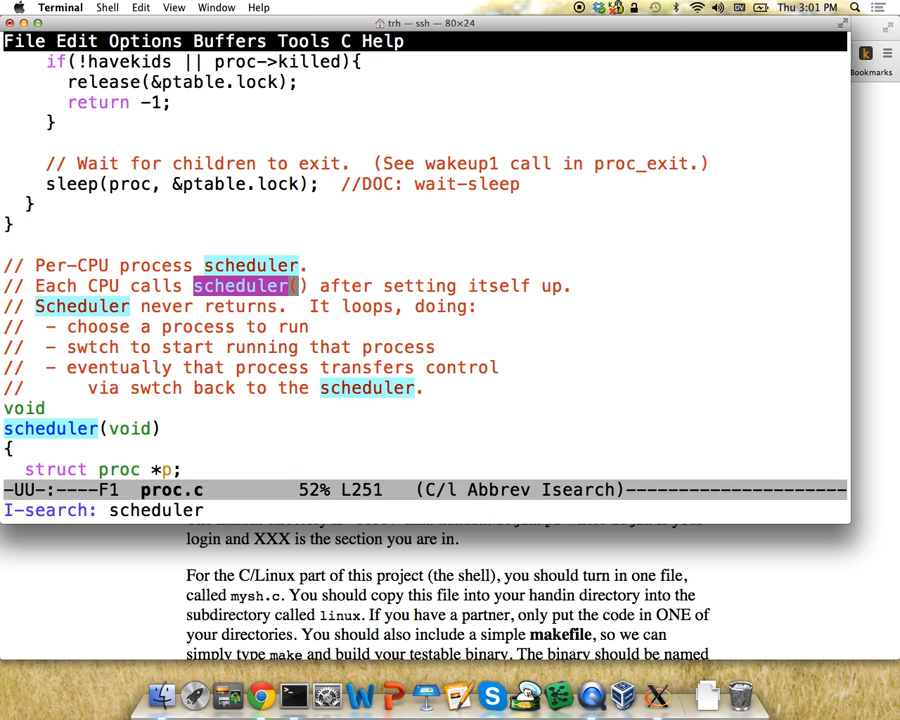 Terminal Shell Edit View Window Help Thu 3:01 PM
trh — ssh — 80×24
File Edit Options Buffers Tools C Help
if(!havekids || proc->killed){
release(&ptable.lock);
return -1;
}
// Wait for children to exit.  (See wakeup1 call in proc_exit.)
sleep(proc, &ptable.lock);  //DOC: wait-sleep
}
}
Bookmarks
// Per-CPU process scheduler.
// Each CPU calls scheduler() after setting itself up.
// Scheduler never returns.  It loops, doing:
//  - choose a process to run
//  - swtch to start running that process
//  - eventually that process transfers control
//      via swtch back to the scheduler.
void
scheduler(void)
{
struct proc *p;
-UU-:----F1  proc.c         52% L251   (C/l Abbrev Isearch)---------------------
I-search: scheduler
login and XXX is the section you are in.
For the C/Linux part of this project (the shell), you should turn in one file,
called mysh.c. You should copy this file into your handin directory into the
subdirectory called linux. If you have a partner, only put the code in ONE of
your directories. You should also include a simple makefile, so we can
simply type make and build your testable binary. The binary should be named